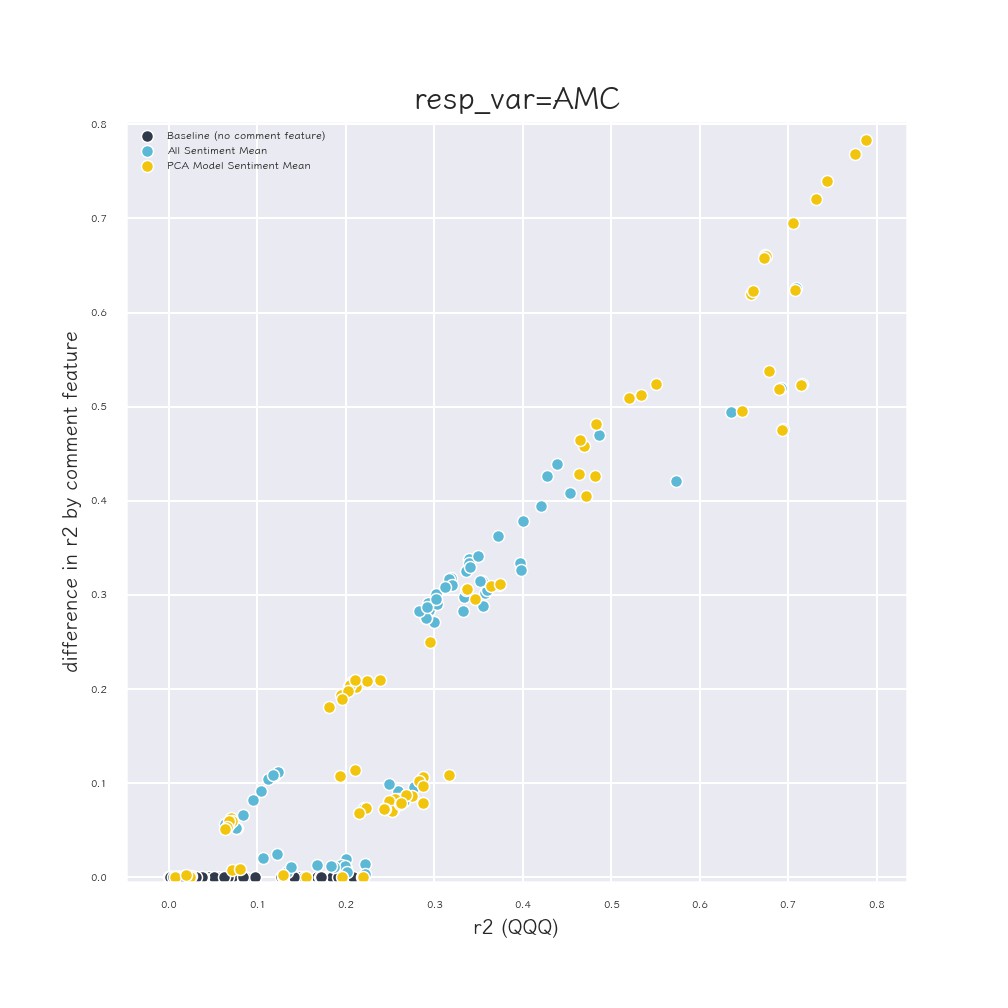 resp_var=AMC
Baseline (no comment feature)
All Sentiment Mean
PCA Model Sentiment Mean
difference in r2 by comment feature
0.8
0.7
0.6
0.5
0.4
0.3
0.2
0.1
0.0
0.0 0.1 0.2 0.3 0.4 0.5 0.6 0.7 0.8
r2 (QQQ)